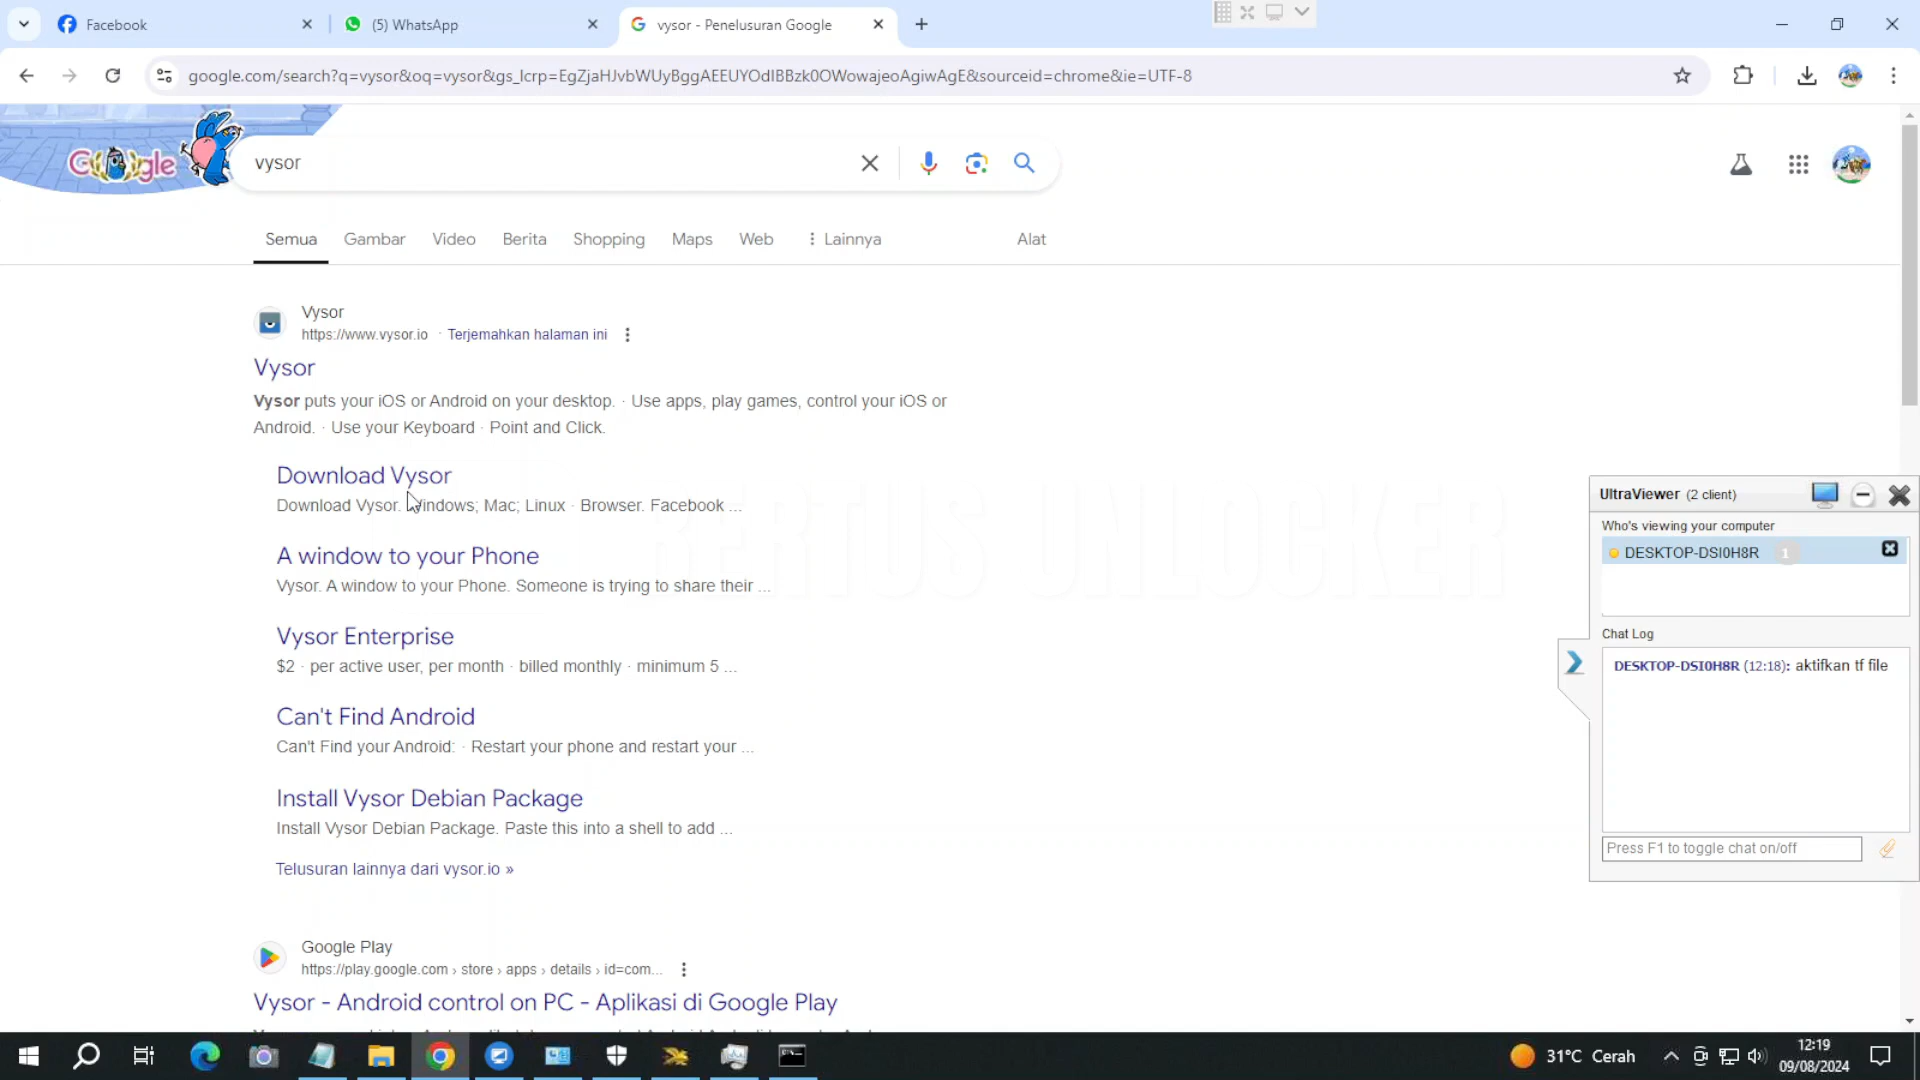 Facebook
(5) WhatsApp
vysor - Penelusuran Google
google.com/search?q=vysor&oq=vysor&gs_lcrp=EgZjaHJvbWUyBggAEEUYOdIBBzk0OWowajeoAgiwAgE&sourceid=chrome&ie=UTF-8
Google
vysor
Semua
Gambar
Video
Berita
Shopping
Maps
Web
Lainnya
Alat
Vysor
https://www.vysor.io · Terjemahkan halaman ini
Vysor
Vysor puts your iOS or Android on your desktop. · Use apps, play games, control your iOS or
Android. · Use your Keyboard · Point and Click.
Download Vysor
Download Vysor. Windows; Mac; Linux · Browser. Facebook ...
A window to your Phone
Vysor. A window to your Phone. Someone is trying to share their ...
Vysor Enterprise
$2 · per active user, per month · billed monthly · minimum 5 ...
Can't Find Android
Can't Find your Android: · Restart your phone and restart your ...
Install Vysor Debian Package
Install Vysor Debian Package. Paste this into a shell to add ...
Telusuran lainnya dari vysor.io »
Google Play
https://play.google.com › store › apps › details › id=com...
Vysor - Android control on PC - Aplikasi di Google Play
BERTUS UNLOCKER
UltraViewer (2 client)
Who's viewing your computer
DESKTOP-DSI0H8R 1
Chat Log
DESKTOP-DSI0H8R (12:18): aktifkan tf file
Press F1 to toggle chat on/off
31°C Cerah
12:19
09/08/2024